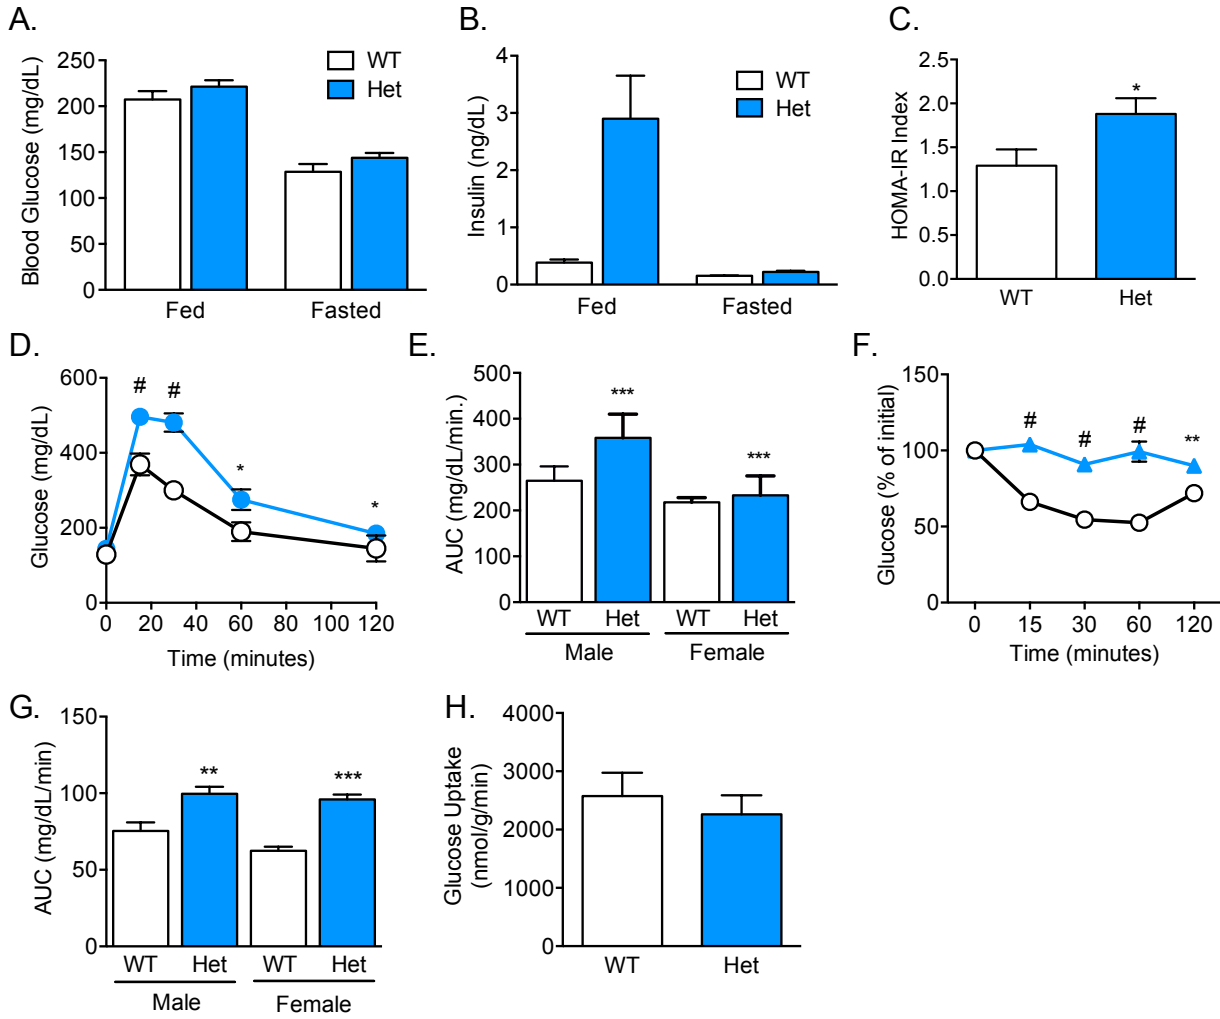 A.
Blood Glucose (mg/dL)
250
200
150
100
50
0
WT
Het
Fed
Fasted
B.
Insulin (ng/dL)
4
3
2
1
0
WT
Het
Fed
Fasted
C.
HOMA-IR Index
2.5
2.0
1.5
1.0
0.5
0.0
*
WT
Het
D.
Glucose (mg/dL)
600
400
200
0
# # * *
0 20 40 60 80 100 120
Time (minutes)
E.
AUC (mg/dL/min.)
500
400
300
200
100
0
*** ***
WT Het WT Het
Male Female
F.
Glucose (% of initial)
150
100
50
0
# # # **
0 15 30 60 120
Time (minutes)
G.
AUC (mg/dL/min)
150
100
50
0
** ***
WT Het WT Het
Male Female
H.
Glucose Uptake
(nmol/g/min)
4000
3000
2000
1000
0
WT Het